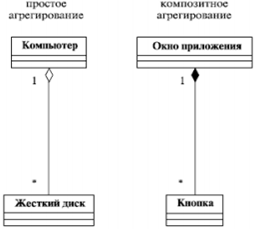 простое
агрегирование
композитное
агрегирование
Компьютер
Окно приложения
1
1
*
*
Жесткий диск
Кнопка